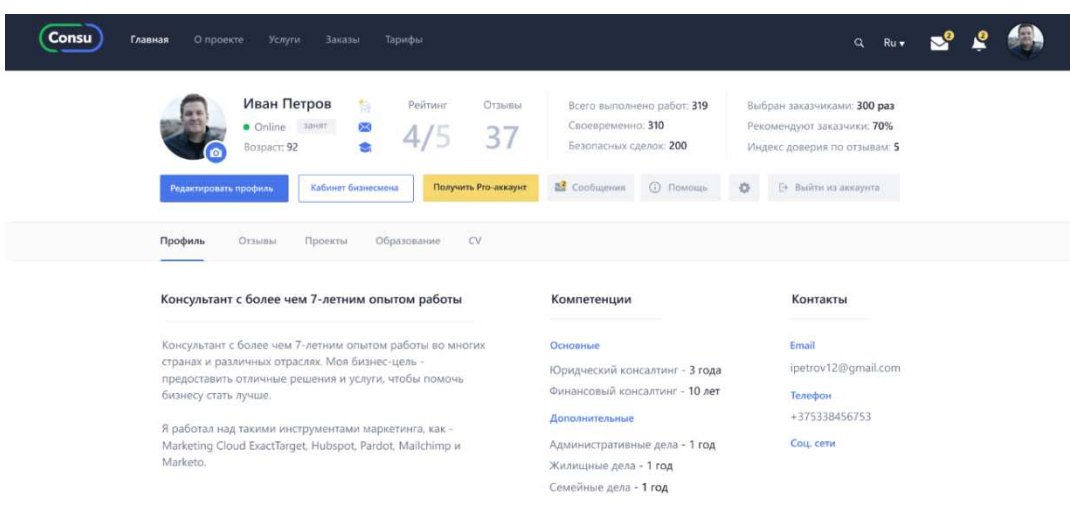 Consu
Главная О проекте Услуги Заказы Тарифы
Ru 2 2
Иван Петров
Online занят
Возраст: 92
Рейтинг
4/5
Отзывы
37
Всего выполнено работ: 319
Своевременно: 310
Безопасных сделок: 200
Выбран заказчиками: 300 раз
Рекомендуют заказчики: 70%
Индекс доверия по отзывам: 5
Редактировать профиль Кабинет бизнесмена Получить Pro-аккаунт Сообщения Помощь Выйти из аккаунта
Профиль Отзывы Проекты Образование CV
Консультант с более чем 7-летним опытом работы
Консультант с более чем 7-летним опытом работы во многих
странах и различных отраслях. Моя бизнес-цель -
предоставить отличные решения и услуги, чтобы помочь
бизнесу стать лучше.
Я работал над такими инструментами маркетинга, как -
Marketing Cloud ExactTarget, Hubspot, Pardot, Mailchimp и
Marketo.
Компетенции
Основные
Юридческий консалтинг - 3 года
Финансовый консалтинг - 10 лет
Дополнительные
Административные дела - 1 год
Жилищные дела - 1 год
Семейные дела - 1 год
Контакты
Email
ipetrov12@gmail.com
Телефон
+375338456753
Соц. сети